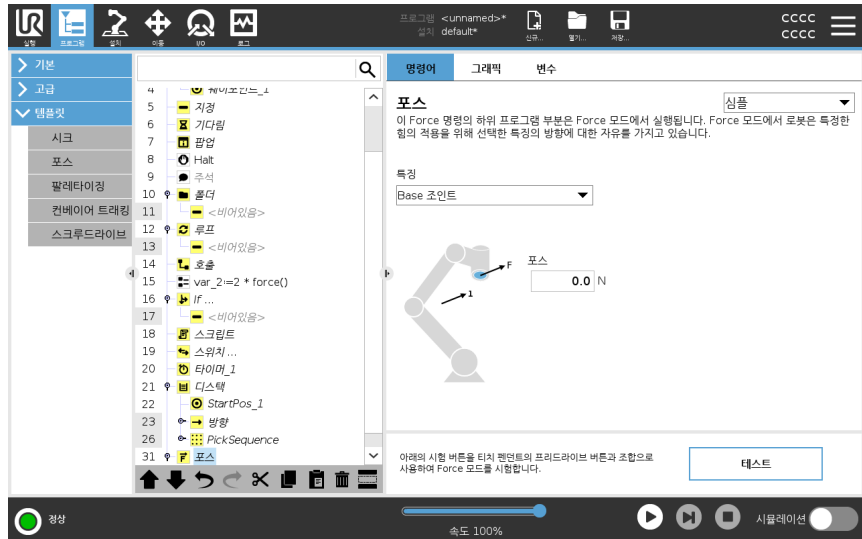 프로그램 <unnamed>*
설치 default*
CCCC
CCCC
실행
프로그램
설치
이동
I/O
로그
신규...
열기...
저장...
기본
고급
템플릿
시크
포스
팔레타이징
컨베이어 트래킹
스크루드라이브
4 웨이포인트_1
5 지정
6 기다림
7 팝업
8 Halt
9 주석
10 폴더
11 <비어있음>
12 루프
13 <비어있음>
14 호출
15 var_2:=2 * force()
16 If ...
17 <비어있음>
18 스크립트
19 스위치 ...
20 타이머_1
21 디스택
22 StartPos_1
23 방향
26 PickSequence
31 포스
명령어 그래픽 변수
포스
심플
이 Force 명령의 하위 프로그램 부분은 Force 모드에서 실행됩니다. Force 모드에서 로봇은 특정한
힘의 적용을 위해 선택한 특징의 방향에 대한 자유를 가지고 있습니다.
특징
Base 조인트
F
1
포스
0.0 N
아래의 시험 버튼을 티치 펜던트의 프리드라이브 버튼과 조합으로
사용하여 Force 모드를 시험합니다.
테스트
정상
속도 100%
시뮬레이션